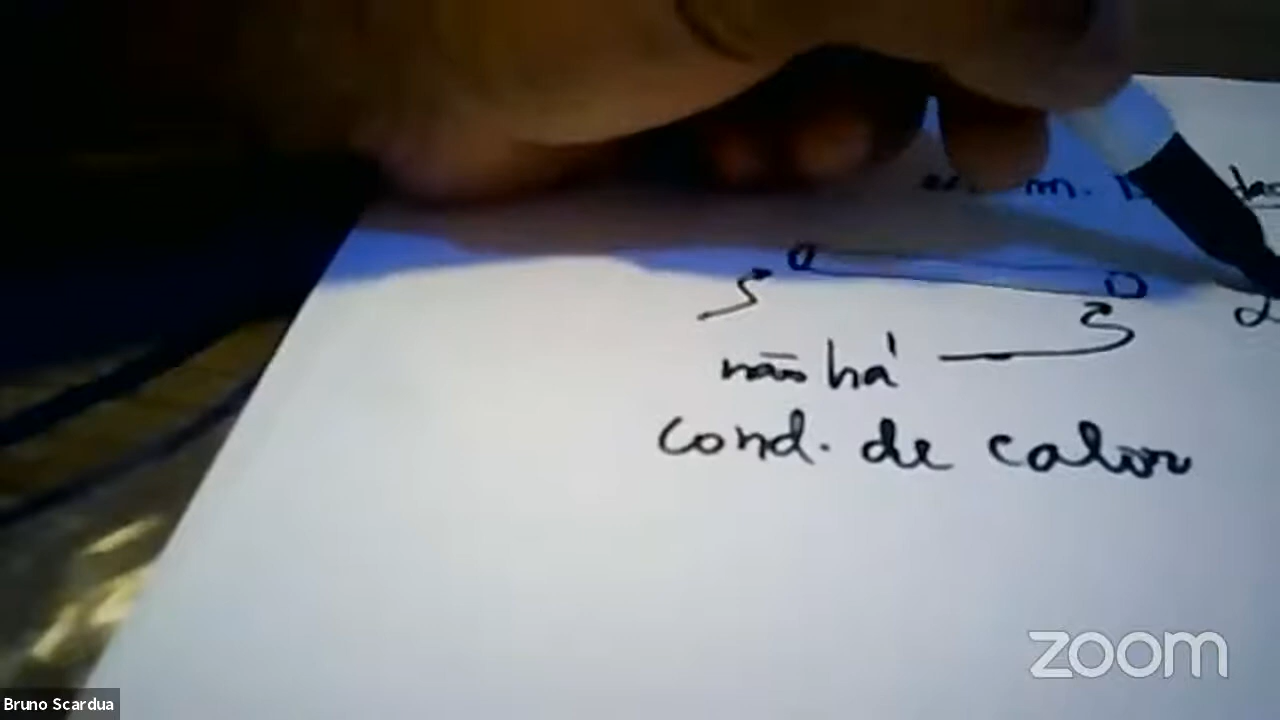 m.
não há
cond. de calor
zoom
Bruno Scardua